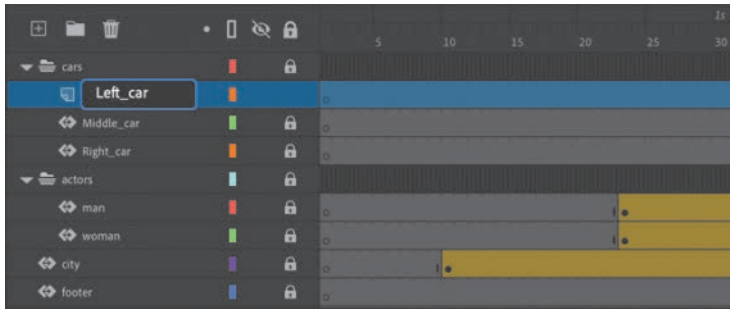 1s
5 10 15 20 25 30
cars
Left_car
Middle_car
Right_car
actors
man
woman
city
footer